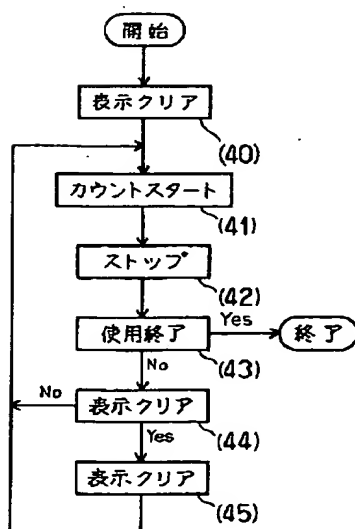 開始
表示クリア
(40)
カウントスタート
(41)
ストップ
(42)
使用終了 Yes 終了
(43)
No
No 表示クリア
(44)
Yes
表示クリア
(45)